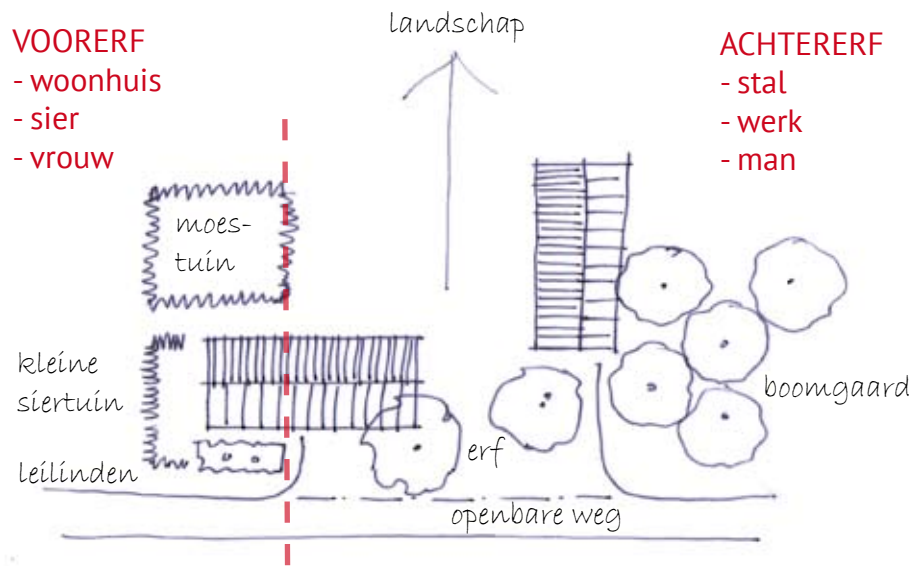 VOORERF
- woonhuis
- sier
- vrouw
landschap
ACHTERERF
- stal
- werk
- man
moes-
tuin
kleine
siertuin
leilinden
erf
boomgaard
openbare weg